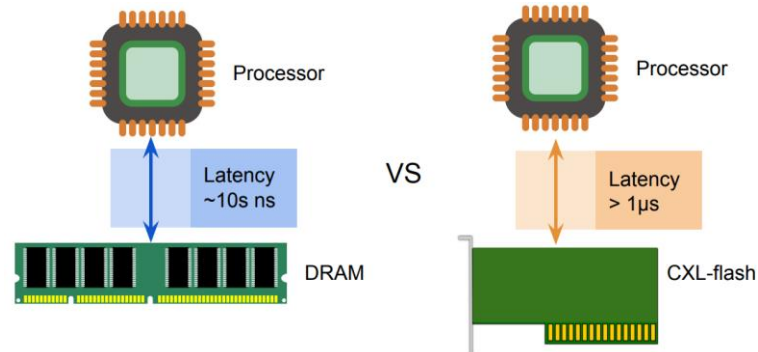 Processor
Latency
~10s ns
DRAM
VS
Processor
Latency
> 1μs
CXL-flash